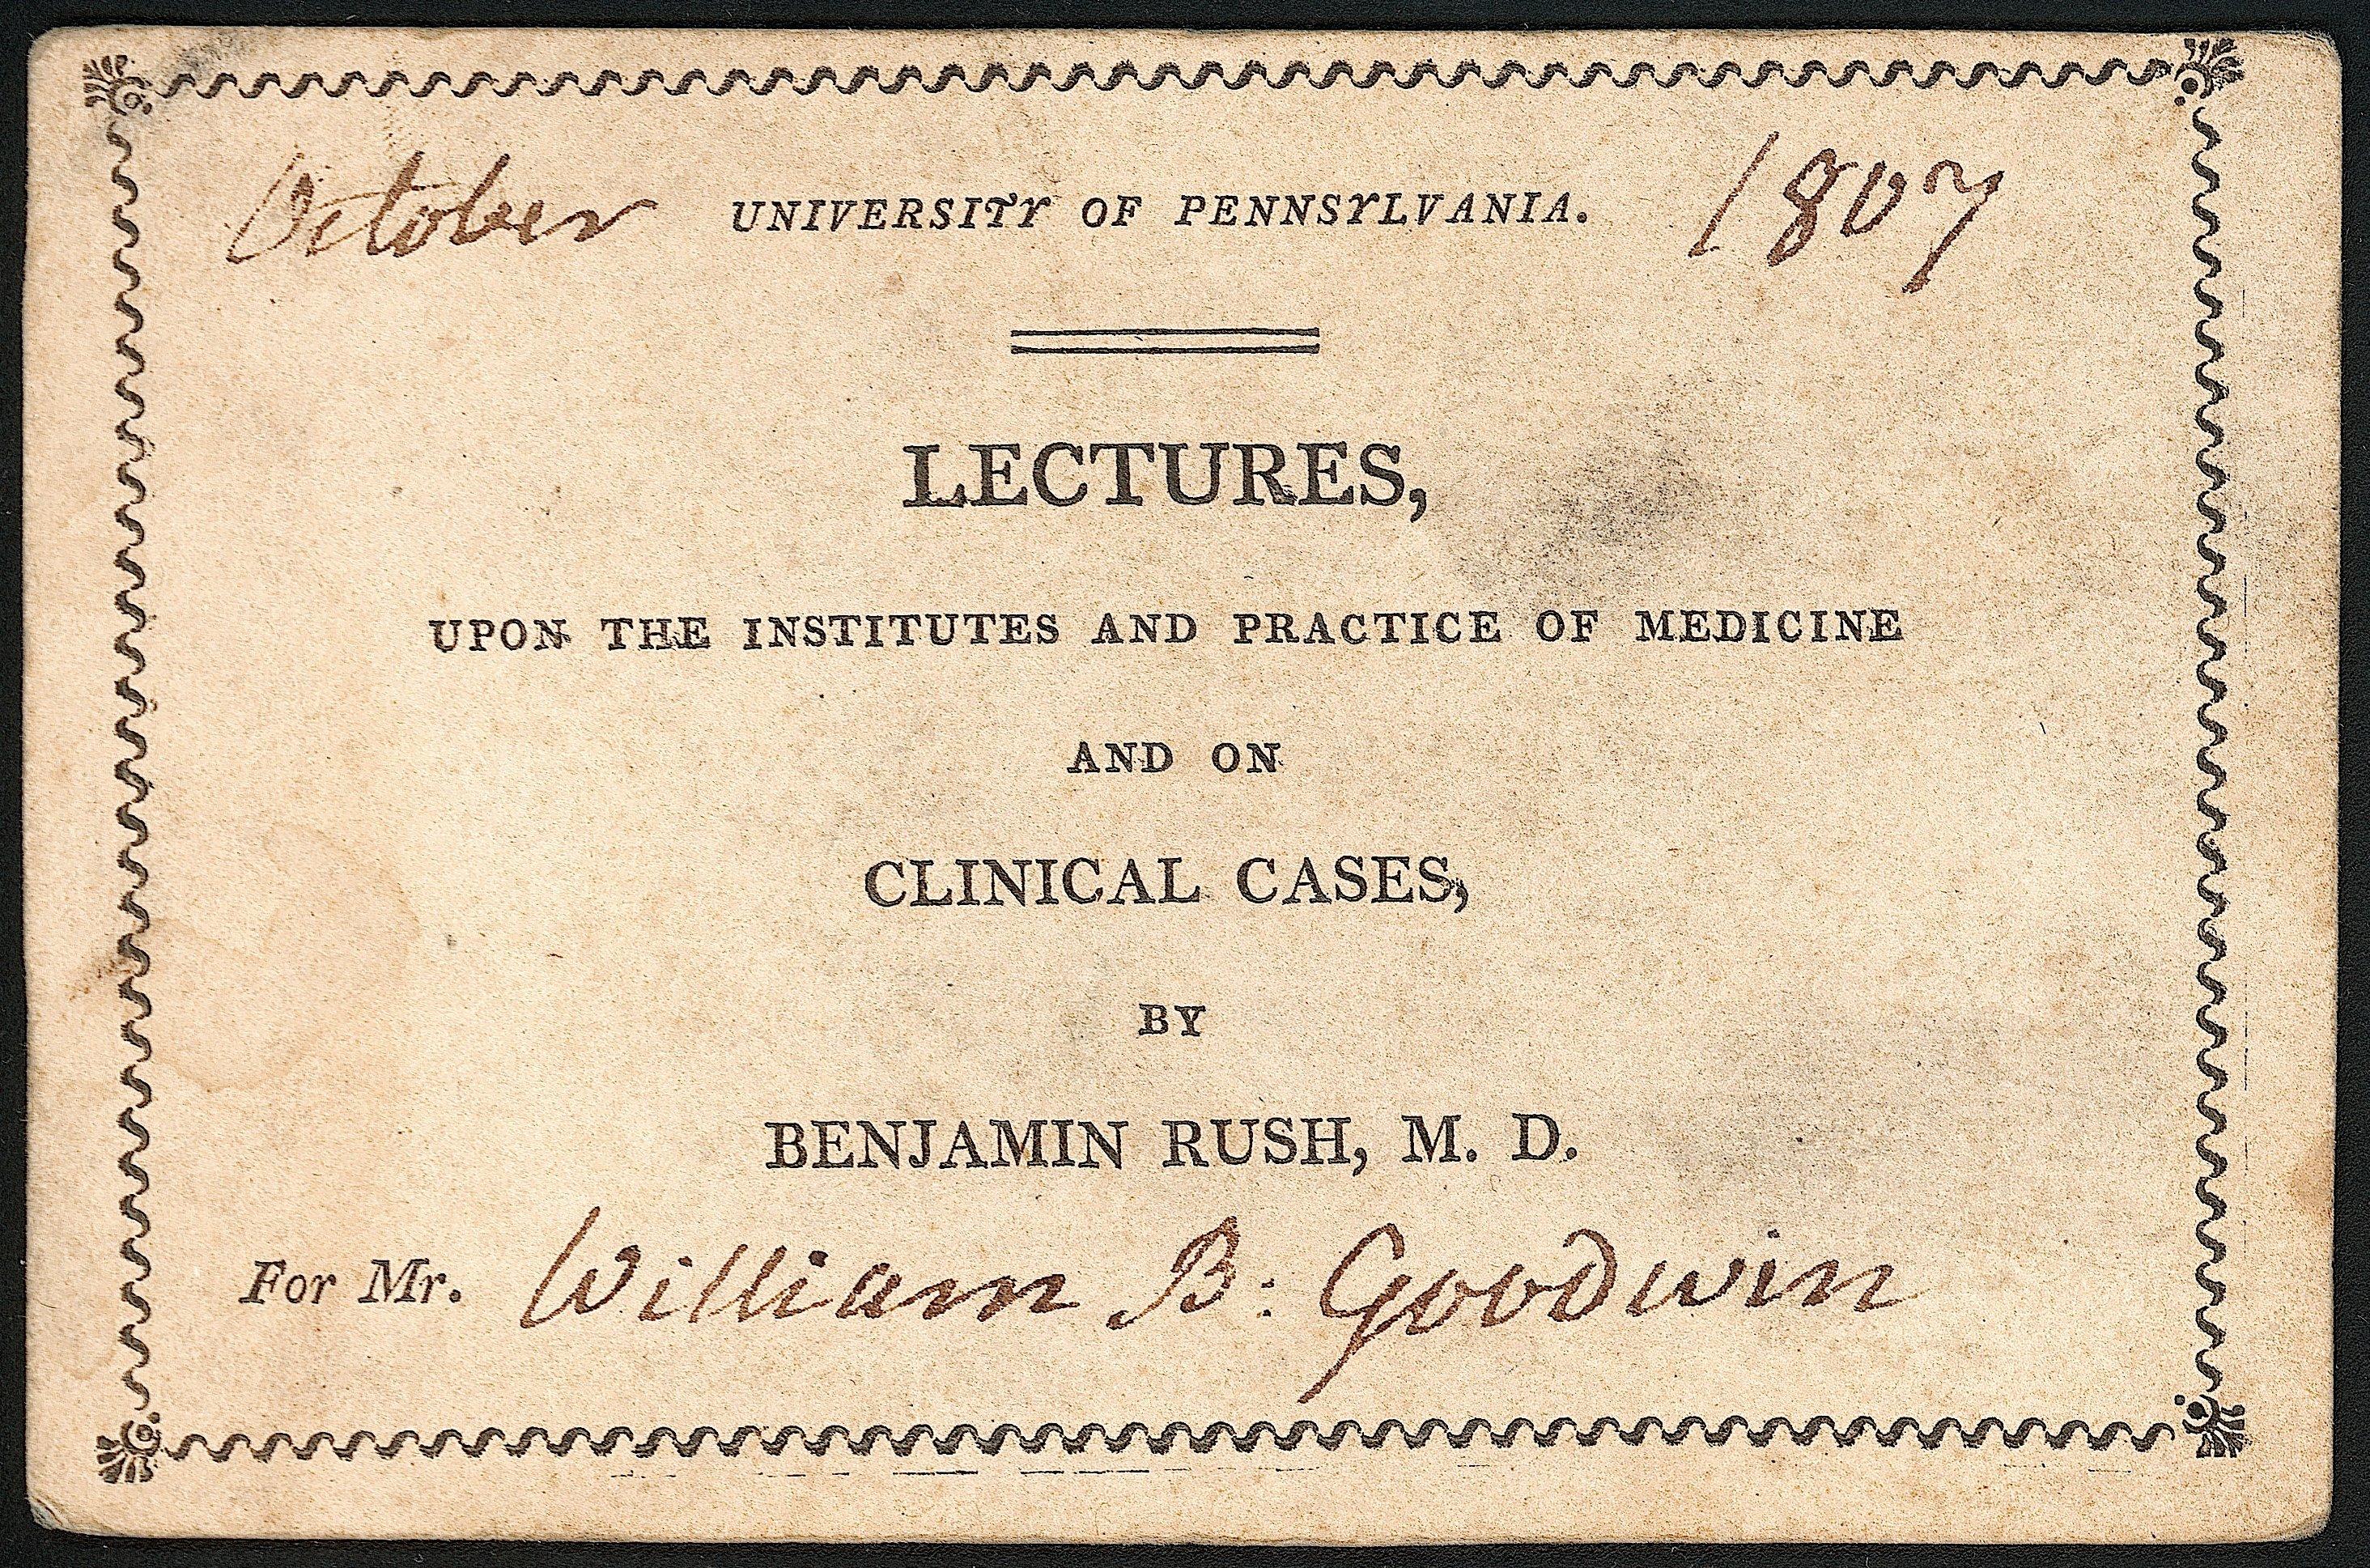 October UNIVERSITY OF PENNSYLVANIA. 1807
LECTURES,
UPON THE INSTITUTES AND PRACTICE OF MEDICINE
AND ON
CLINICAL CASES,
BY
BENJAMIN RUSH, M. D.
For Mr. William B: Goodwin